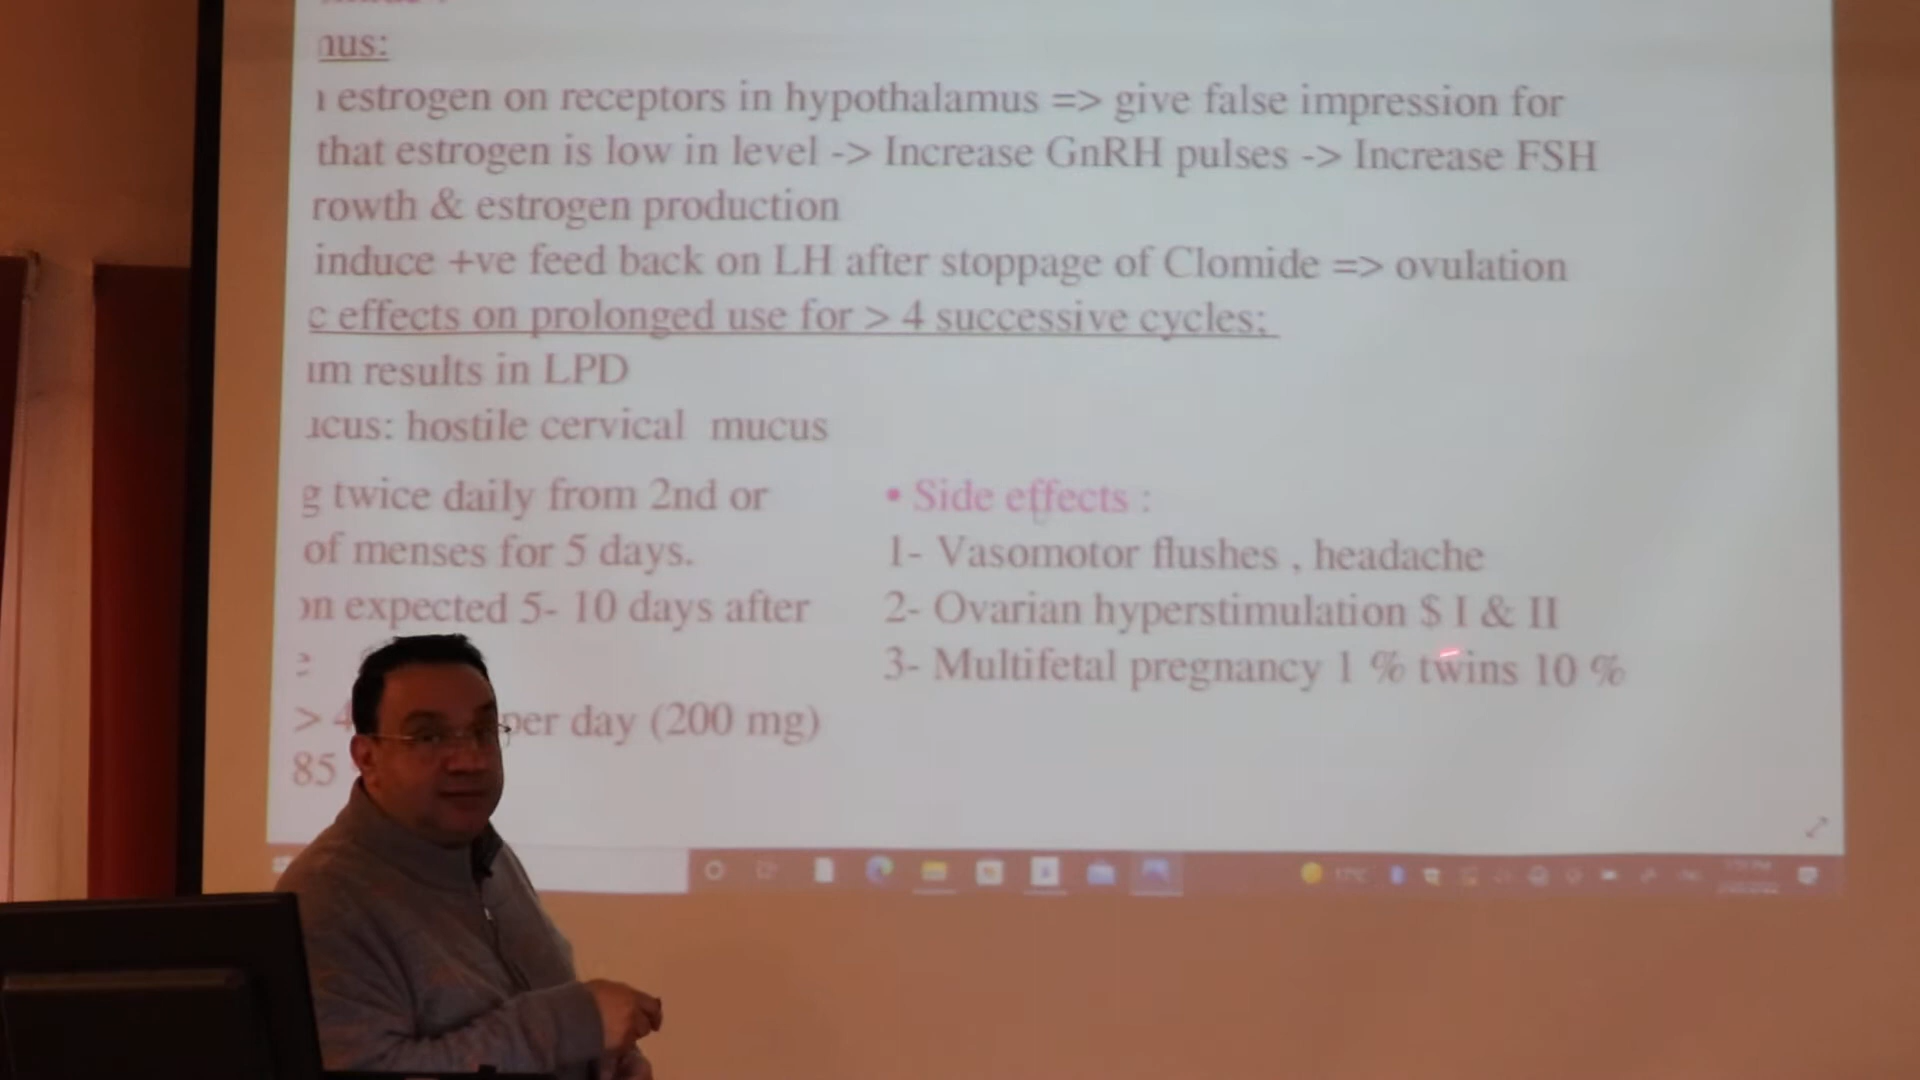 nus:
estrogen on receptors in hypothalamus => give false impression for
that estrogen is low in level -> Increase GnRH pulses -> Increase FSH
rowth & estrogen production
induce +ve feed back on LH after stoppage of Clomide => ovulation
c effects on prolonged use for > 4 successive cycles:
um results in LPD
ucus: hostile cervical mucus
g twice daily from 2nd or
of menses for 5 days.
on expected 5- 10 days after
> 4 per day (200 mg)
85
• Side effects :
1- Vasomotor flushes , headache
2- Ovarian hyperstimulation $ I & II
3- Multifetal pregnancy 1 % twins 10 %